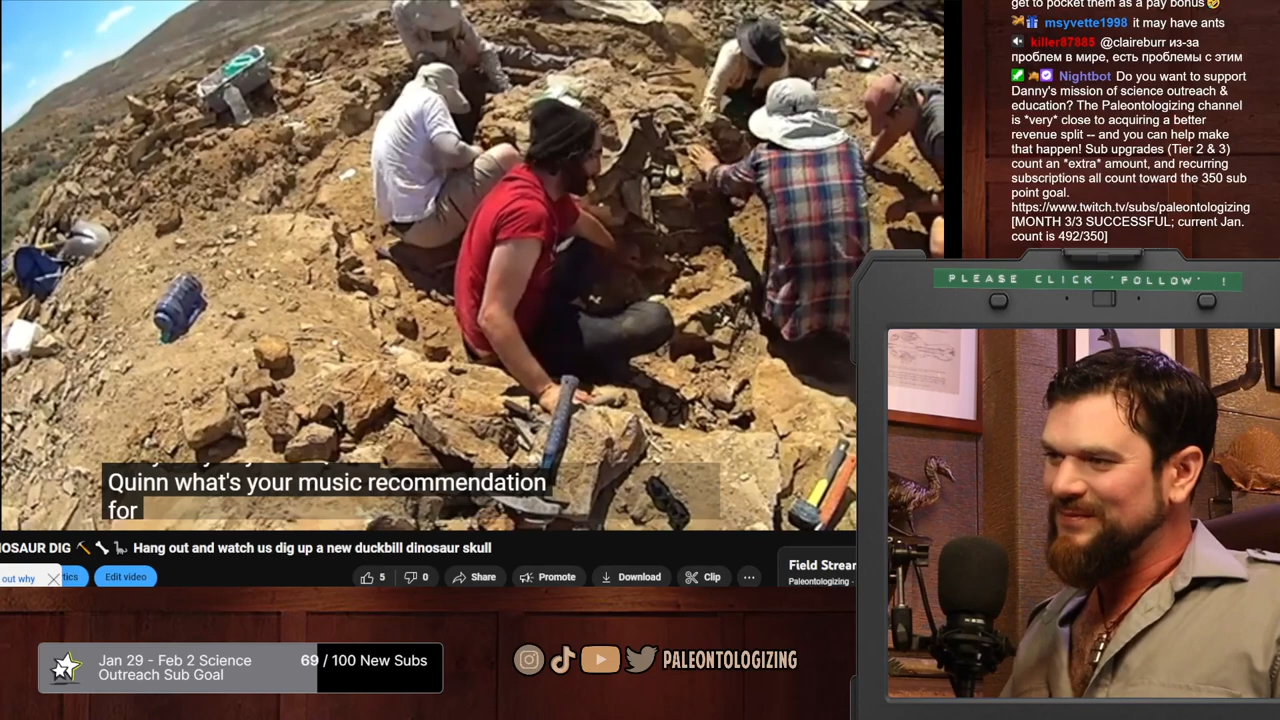 get to pocket them as a pay bonus🤣
msyvette1998 it may have ants
killer87885 @claireburr из-за
проблем в мире, есть проблемы с этим
Nightbot Do you want to support
Danny's mission of science outreach &
education? The Paleontologizing channel
is *very* close to acquiring a better
revenue split -- and you can help make
that happen! Sub upgrades (Tier 2 & 3)
count an *extra* amount, and recurring
subscriptions all count toward the 350 sub
point goal.
https://www.twitch.tv/subs/paleontologizing
[MONTH 3/3 SUCCESSFUL; current Jan.
count is 492/350]
PLEASE CLICK 'FOLLOW' !
Quinn what's your music recommendation
for
NOSAUR DIG ⛏️ 🦴 🦕 Hang out and watch us dig up a new duckbill dinosaur skull
out why
tics
Edit video
5
0
Share
Promote
Download
Clip
...
Field Strear
Paleontologizing -
Jan 29 - Feb 2 Science
Outreach Sub Goal
69 / 100 New Subs
PALEONTOLOGIZING